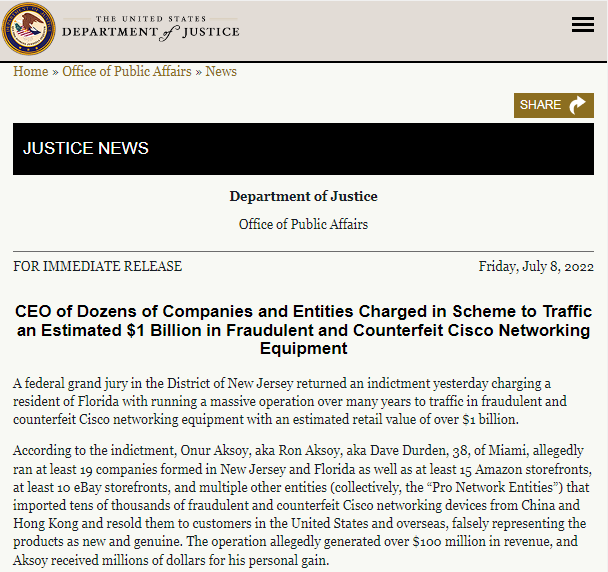 THE UNITED STATES
DEPARTMENT of JUSTICE
Home » Office of Public Affairs » News
SHARE
JUSTICE NEWS
Department of Justice
Office of Public Affairs
FOR IMMEDIATE RELEASE Friday, July 8, 2022
CEO of Dozens of Companies and Entities Charged in Scheme to Traffic
an Estimated $1 Billion in Fraudulent and Counterfeit Cisco Networking
Equipment
A federal grand jury in the District of New Jersey returned an indictment yesterday charging a
resident of Florida with running a massive operation over many years to traffic in fraudulent and
counterfeit Cisco networking equipment with an estimated retail value of over $1 billion.
According to the indictment, Onur Aksoy, aka Ron Aksoy, aka Dave Durden, 38, of Miami, allegedly
ran at least 19 companies formed in New Jersey and Florida as well as at least 15 Amazon storefronts,
at least 10 eBay storefronts, and multiple other entities (collectively, the “Pro Network Entities”) that
imported tens of thousands of fraudulent and counterfeit Cisco networking devices from China and
Hong Kong and resold them to customers in the United States and overseas, falsely representing the
products as new and genuine. The operation allegedly generated over $100 million in revenue, and
Aksoy received millions of dollars for his personal gain.